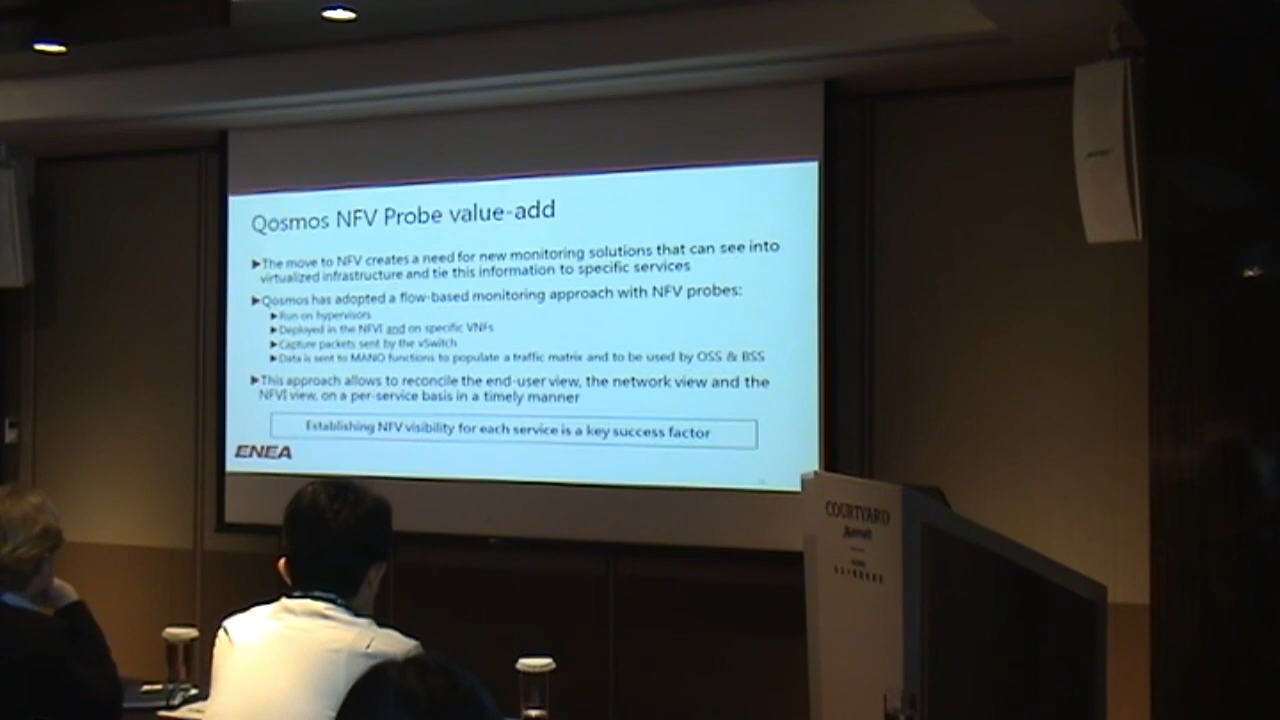 Qosmos NFV Probe value-add
▶The move to NFV creates a need for new monitoring solutions that can see into
virtualized infrastructure and tie this information to specific services
▶Qosmos has adopted a flow-based monitoring approach with NFV probes:
▶Run on hypervisors
▶Deployed in the NFVI and on specific VNFs
▶Capture packets sent by the vSwitch
▶Data is sent to MANO functions to populate a traffic matrix and to be used by OSS & BSS
▶This approach allows to reconcile the end-user view, the network view and the
NFVI view, on a per-service basis in a timely manner
Establishing NFV visibility for each service is a key success factor
ENEA
COURTYARD
Marriott